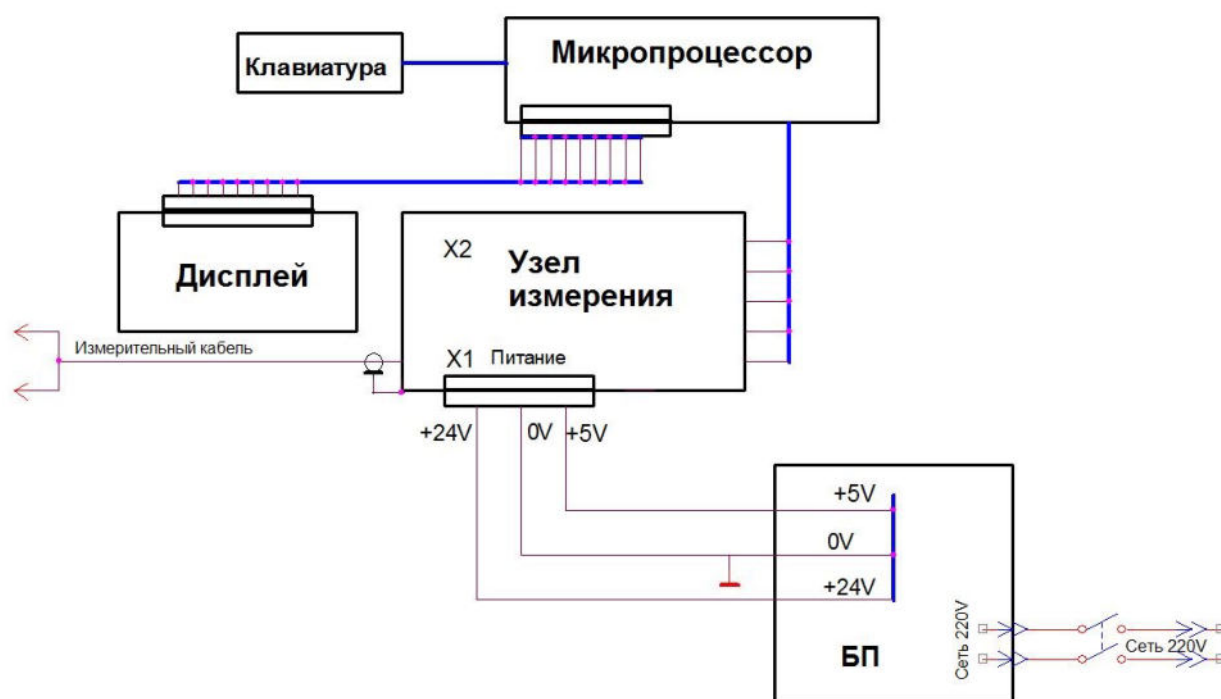 Микропроцессор
Клавиатура
X2
Узел
измерения
Дисплей
Измерительный кабель
X1
Питание
+24V
0V
+5V
+5V
0V
+24V
БП
Сеть 220V
Сеть 220V